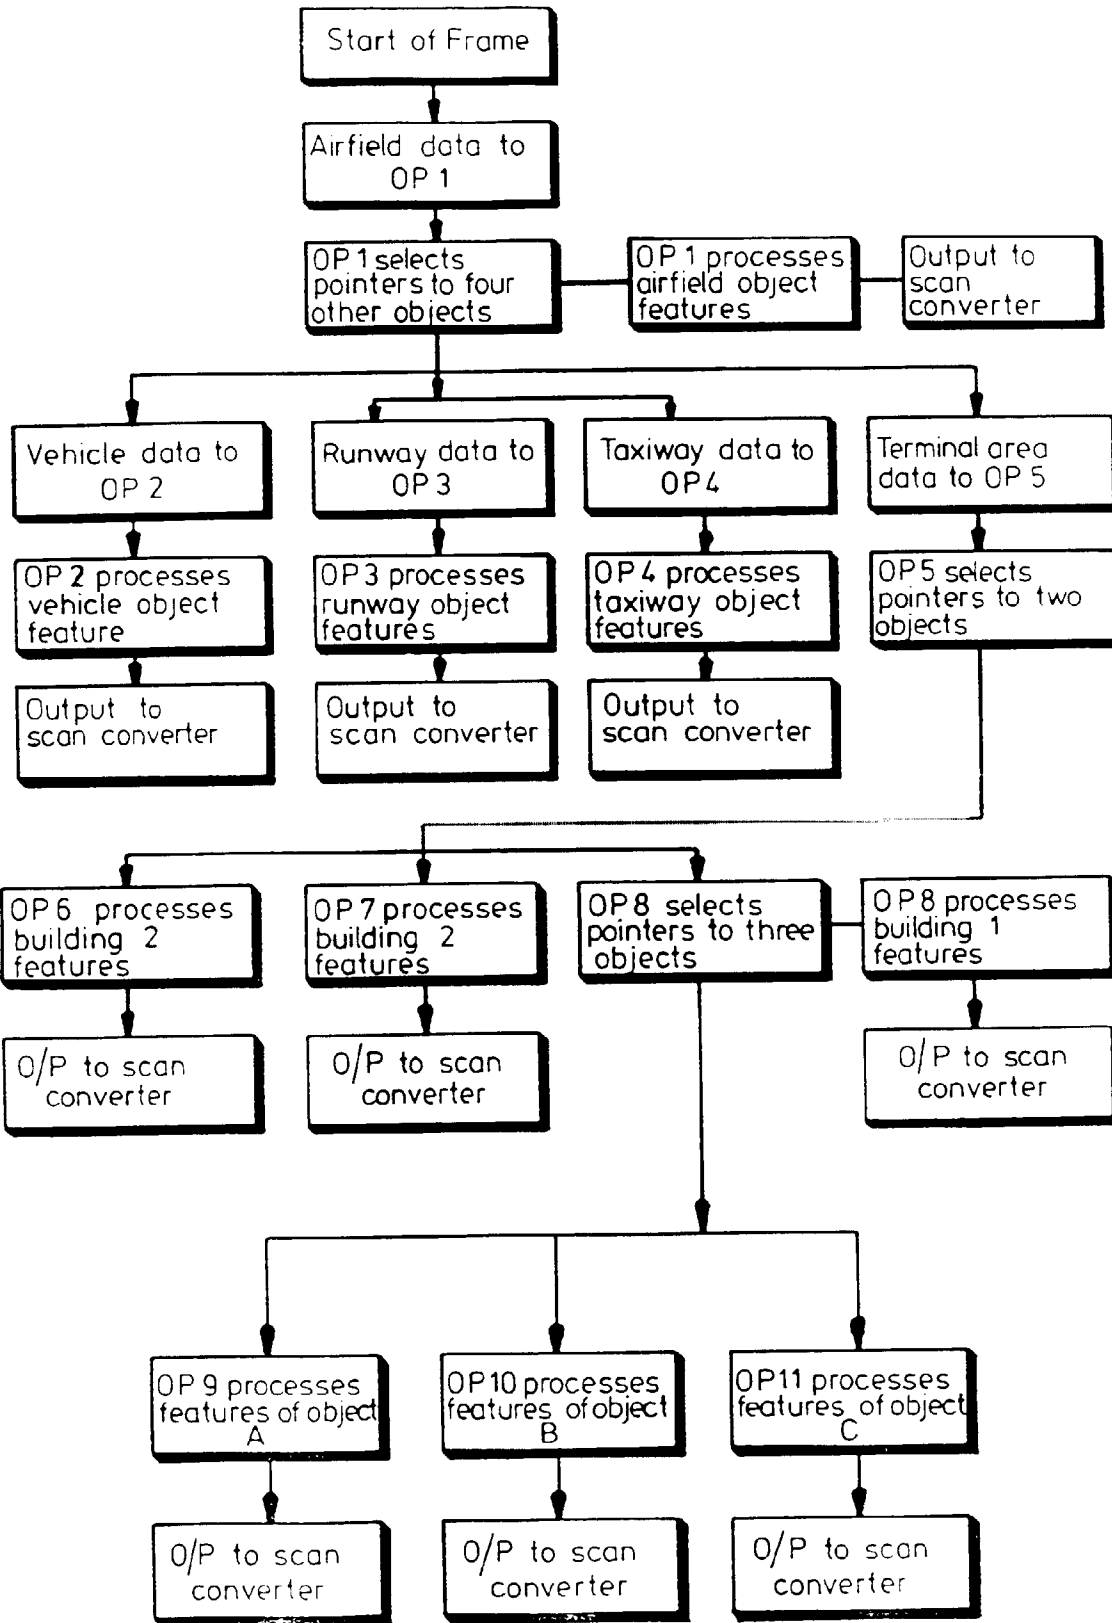 Start of Frame
Airfield data to
OP 1
OP 1 selects
pointers to four
other objects
OP 1 processes
airfield object
features
Output to
scan
converter
Vehicle data to
OP 2
Runway data to
OP 3
Taxiway data to
OP 4
Terminal area
data to OP 5
OP 2 processes
vehicle object
feature
OP 3 processes
runway object
features
OP 4 processes
taxiway object
features
OP 5 selects
pointers to two
objects
Output to
scan converter
Output to
scan converter
Output to
scan converter
OP 6 processes
building 2
features
OP 7 processes
building 2
features
OP 8 selects
pointers to three
objects
OP 8 processes
building 1
features
O/P to scan
converter
O/P to scan
converter
O/P to scan
converter
OP 9 processes
features of object
A
OP 10 processes
features of object
B
OP 11 processes
features of object
C
O/P to scan
converter
O/P to scan
converter
O/P to scan
converter